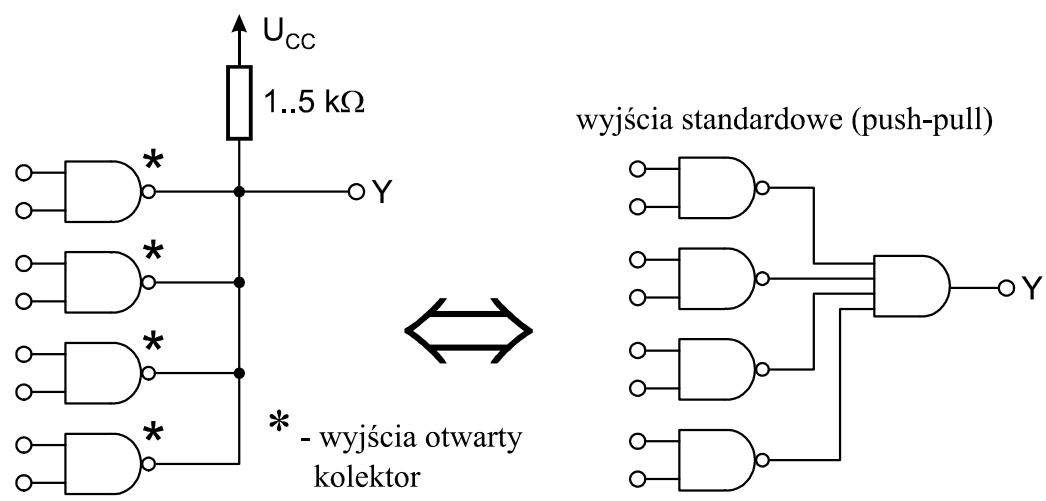 U_CC
1..5 kΩ
wyjścia standardowe (push-pull)
*
*
*
*
Y
Y
* - wyjścia otwarty
kolektor